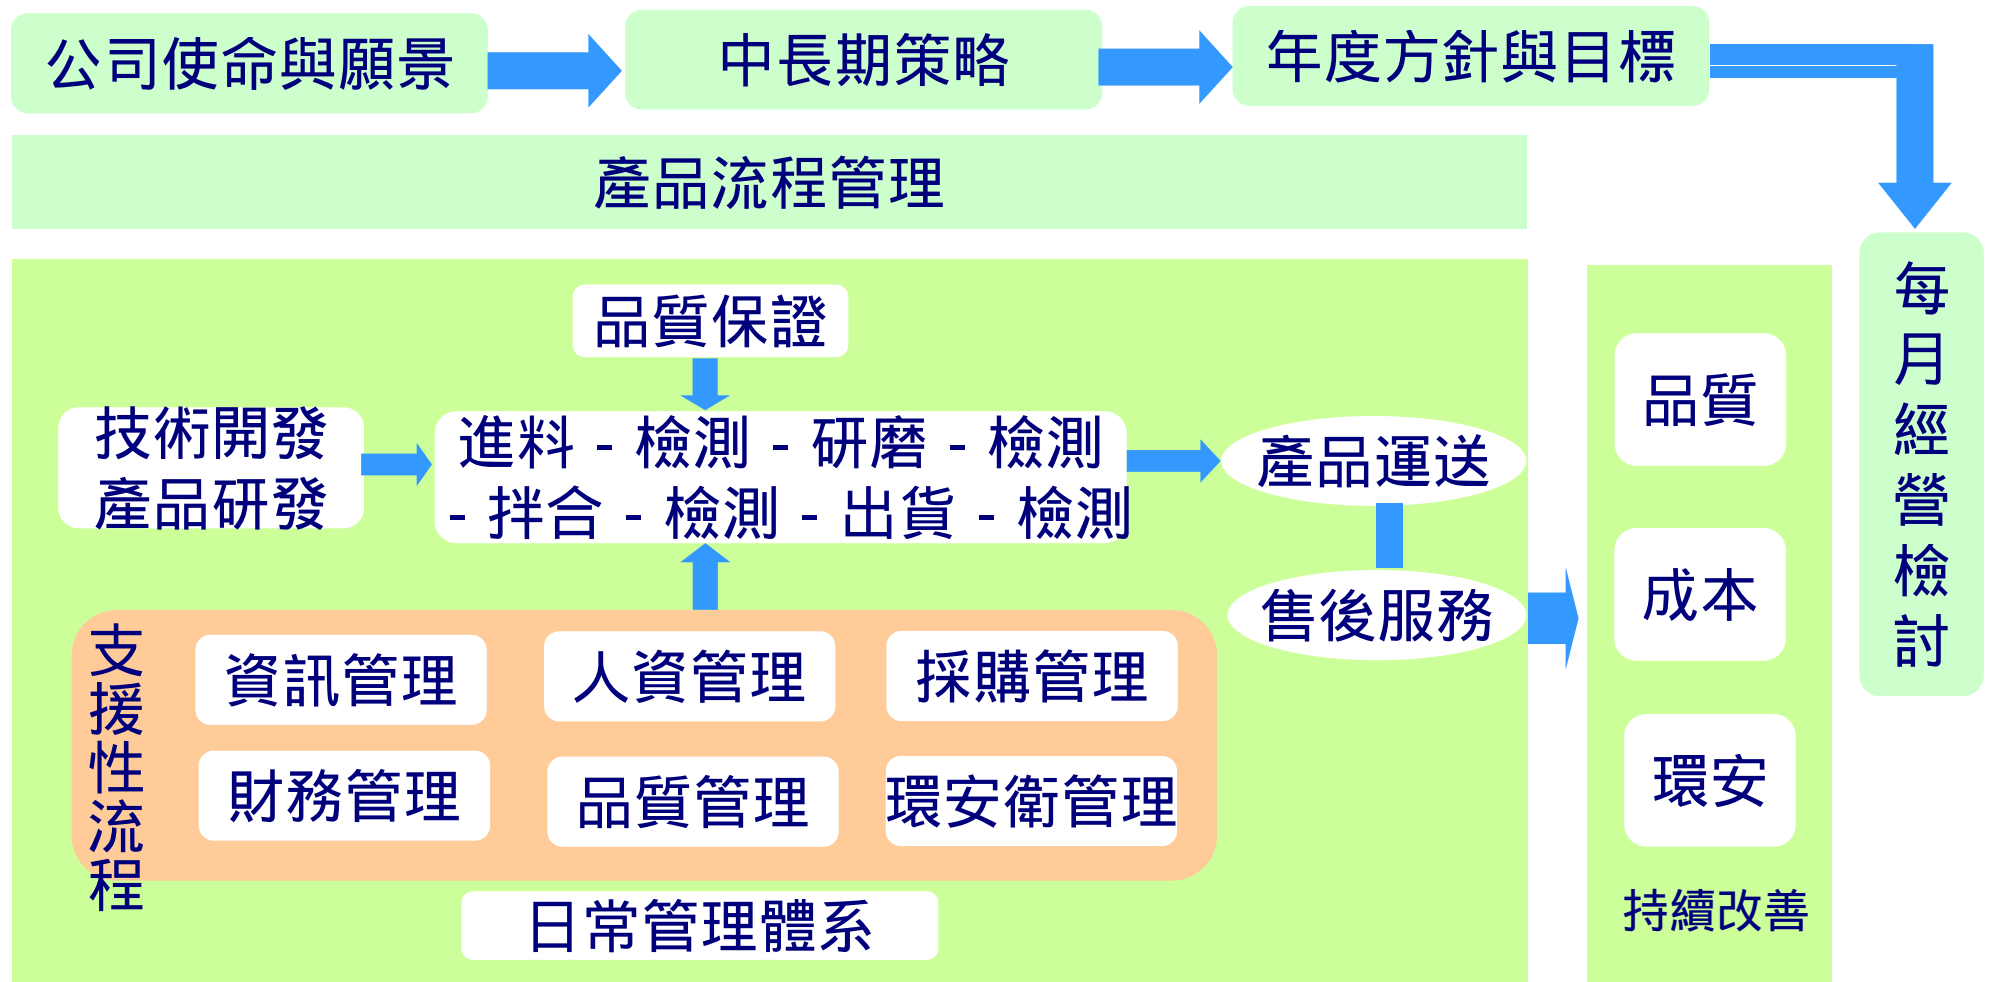 公司使命與願景
中長期策略
年度方針與目標
產品流程管理
每月經營檢討
品質保證
技術開發
產品研發
進料 - 檢測 - 研磨 - 檢測
- 拌合 - 檢測 - 出貨 - 檢測
產品運送
售後服務
支援性流程
資訊管理
人資管理
採購管理
財務管理
品質管理
環安衛管理
日常管理體系
品質
成本
環安
持續改善